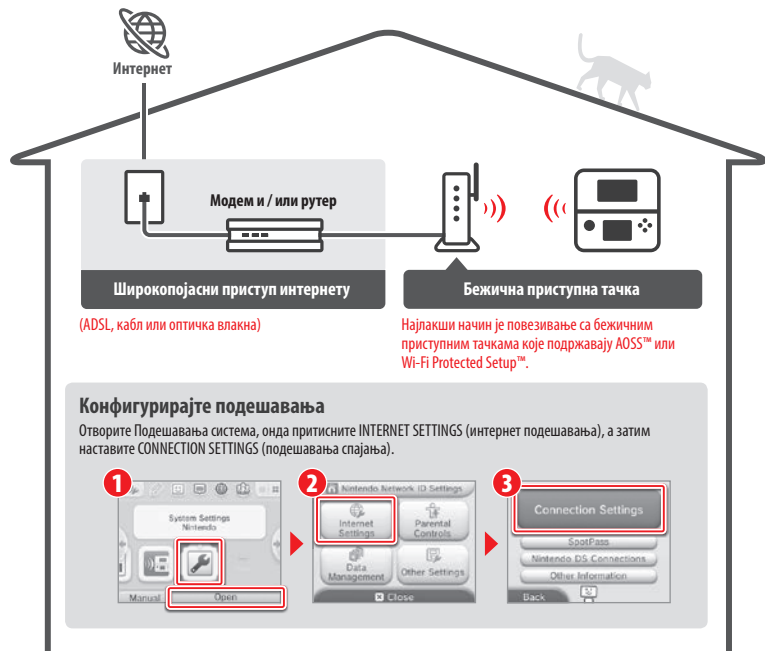 Интернет
Модем и / или рутер
Широкопојасни приступ интернету
Бежична приступна тачка
(ADSL, кабл или оптичка влакна)
Најлакши начин је повезивање са бежичним
приступним тачкама које подржавају AOSS™ или
Wi-Fi Protected Setup™.
Конфигурирајте подешавања
Отворите Подешавања система, онда притисните INTERNET SETTINGS (интернет подешавања), а затим
наставите CONNECTION SETTINGS (подешавања спајања).
1
System Settings
Nintendo
Manual
Open
2
Nintendo Network ID Settings
Internet
Settings
Parental
Controls
Data
Management
Other Settings
Close
3
Connection Settings
SpotPass
Nintendo DS Connections
Other Information
Back